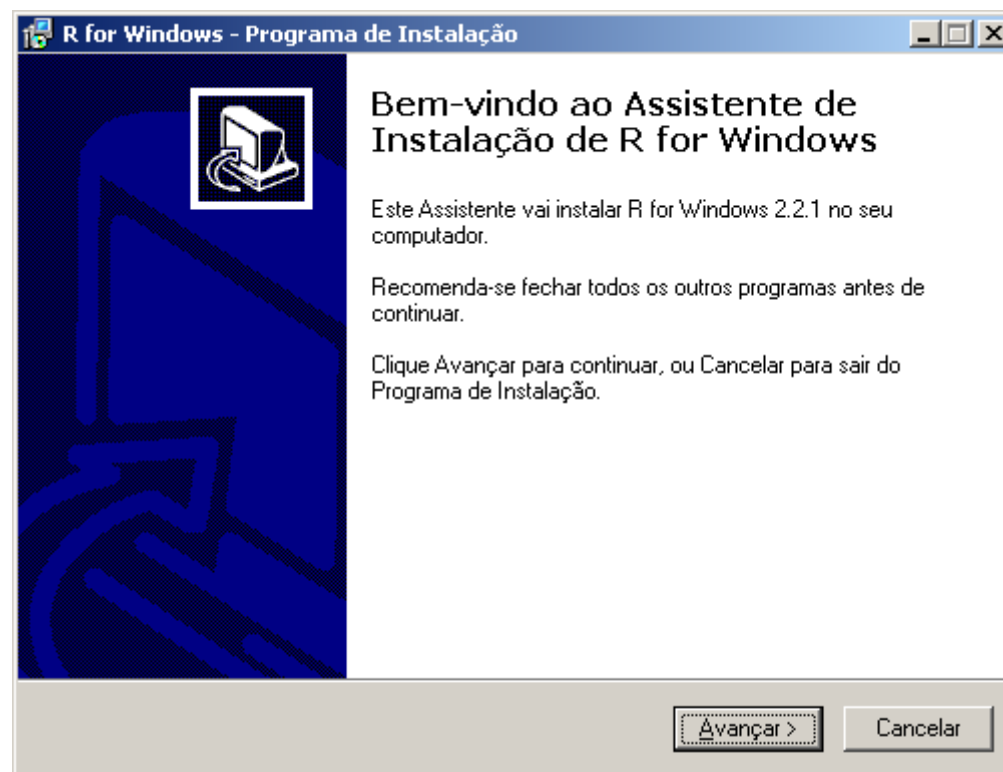 R for Windows - Programa de Instalação
Bem-vindo ao Assistente de
Instalação de R for Windows
Este Assistente vai instalar R for Windows 2.2.1 no seu
computador.
Recomenda-se fechar todos os outros programas antes de
continuar.
Clique Avançar para continuar, ou Cancelar para sair do
Programa de Instalação.
Avançar >
Cancelar